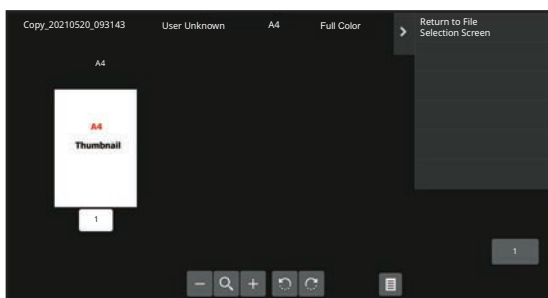 Copy_20210520_093143 User Unknown A4 Full Color
Return to File
Selection Screen
A4
A4
Thumbnail
1
1